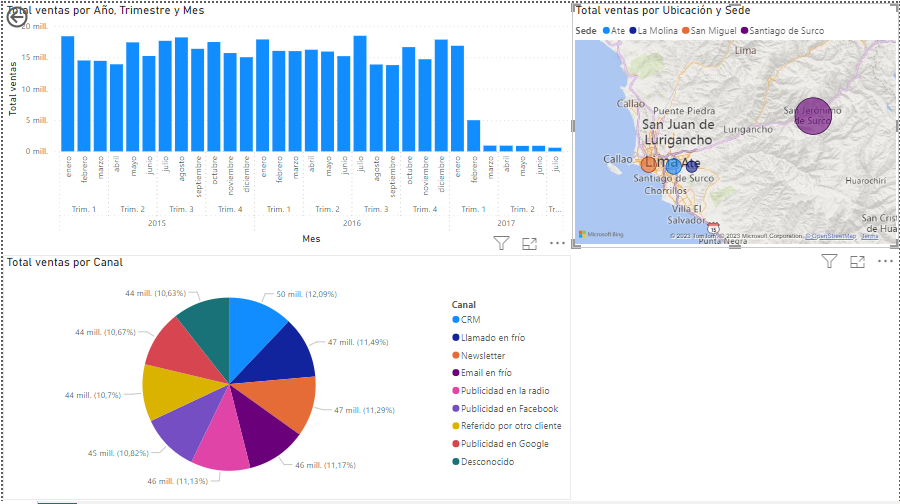 Total ventas por Año, Trimestre y Mes
Total ventas
20 mill.
15 mill.
10 mill.
5 mill.
0 mill.
enero febrero marzo abril mayo junio julio agosto septiembre octubre noviembre diciembre enero febrero marzo abril mayo junio julio agosto septiembre octubre noviembre diciembre enero febrero marzo abril mayo junio julio
Trim. 1 Trim. 2 Trim. 3 Trim. 4 Trim. 1 Trim. 2 Trim. 3 Trim. 4 Trim. 1 Trim. 2 Tr...
2015 2016 2017
Mes
Total ventas por Ubicación y Sede
Sede Ate La Molina San Miguel Santiago de Surco
Lima
Callao
Puente Piedra
San Jerónimo
de Surco
San Juan de
Lurigancho
Lurigancho
Callao
Lima Ate
Santiago de Surco
Chorrillos
Huarochiri
Villa El
Salvador
San Cris
de Hua
15
Microsoft Bing
© 2023 TomTom, © 2023 Microsoft Corporation, © OpenStreetMap Terms
Punta Negra
Total ventas por Canal
50 mill. (12,09%)
47 mill. (11,49%)
47 mill. (11,29%)
46 mill. (11,17%)
46 mill. (11,13%)
45 mill. (10,82%)
44 mill. (10,7%)
44 mill. (10,67%)
44 mill. (10,63%)
Canal
CRM
Llamado en frío
Newsletter
Email en frío
Publicidad en la radio
Publicidad en Facebook
Referido por otro cliente
Publicidad en Google
Desconocido